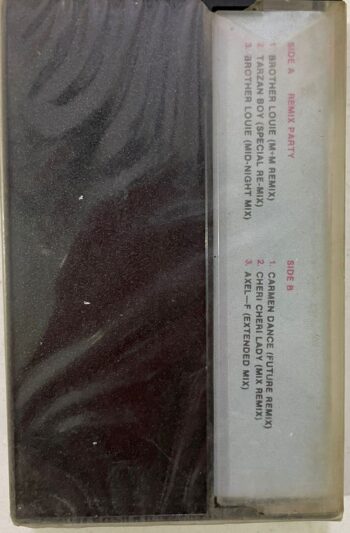 SIDE A REMIX PARTY
1. BROTHER LOUIE (M+M REMIX)
2. TARZAN BOY (SPECIAL RE-MIX)
3. BROTHER LOUIE (MID-NIGHT MIX)
SIDE B
1. CARMEN DANCE (FUTURE REMIX)
2. CHERI CHERI LADY (MIX REMIX)
3. AXEL—F (EXTENDED MIX)